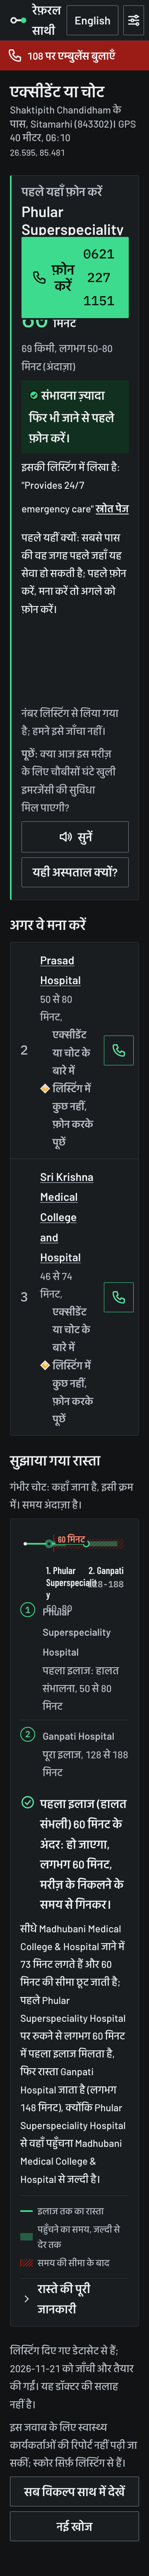 रेफ़रल
साथी
English
108 पर एम्बुलेंस बुलाएँ
एक्सीडेंट या चोट
Shaktipith Chandidham के
पास, Sitamarhi (843302)। GPS
40 मीटर, 06:10
26.595, 85.481
पहले यहाँ फ़ोन करें
Phular
Superspeciality
फ़ोन
करें
0621
227
1151
60 मिनट
69 किमी, लगभग 50-80
मिनट (अंदाज़ा)
संभावना ज़्यादा
फिर भी जाने से पहले
फ़ोन करें।
इसकी लिस्टिंग में लिखा है:
"Provides 24/7
emergency care" स्रोत पेज
पहले यहीं क्यों: सबसे पास
की वह जगह पहले जहाँ यह
सेवा हो सकती है; पहले फ़ोन
करें, मना करें तो अगले को
फ़ोन करें।
नंबर लिस्टिंग से लिया गया
है; हमने इसे जाँचा नहीं।
पूछें: क्या आज इस मरीज़
के लिए चौबीसों घंटे खुली
इमरजेंसी की सुविधा
मिल पाएगी?
सुनें
यही अस्पताल क्यों?
अगर वे मना करें
2
Prasad
Hospital
50 से 80
मिनट,
एक्सीडेंट
या चोट के
बारे में
लिस्टिंग में
कुछ नहीं,
फ़ोन करके
पूछें
3
Sri Krishna
Medical
College
and
Hospital
46 से 74
मिनट,
एक्सीडेंट
या चोट के
बारे में
लिस्टिंग में
कुछ नहीं,
फ़ोन करके
पूछें
सुझाया गया रास्ता
गंभीर चोट: कहाँ जाना है, इसी क्रम
में। समय अंदाज़ा है।
60 मिनट
1. Phular
Superspecialit
y
50-80
2. Ganpati
128-188
1
Phular
Superspeciality
Hospital
पहला इलाज: हालत
संभालना, 50 से 80
मिनट
2
Ganpati Hospital
पूरा इलाज, 128 से 188
मिनट
पहला इलाज (हालत
संभली) 60 मिनट के
अंदर: हो जाएगा,
लगभग 60 मिनट,
मरीज़ के निकलने के
समय से गिनकर।
सीधे Madhubani Medical
College & Hospital जाने में
73 मिनट लगते हैं और 60
मिनट की सीमा छूट जाती है;
पहले Phular
Superspeciality Hospital
पर रुकने से लगभग 60 मिनट
में पहला इलाज मिलता है,
फिर रास्ता Ganpati
Hospital जाता है (लगभग
148 मिनट), क्योंकि Phular
Superspeciality Hospital
से वहाँ पहुँचना Madhubani
Medical College &
Hospital से जल्दी है।
इलाज तक का रास्ता
पहुँचने का समय, जल्दी से
देर तक
समय की सीमा के बाद
रास्ते की पूरी
जानकारी
लिस्टिंग दिए गए डेटासेट से हैं;
2026-11-21 को जाँची और तैयार
की गईं। यह डॉक्टर की सलाह
नहीं है।
इस जवाब के लिए स्वास्थ्य
कार्यकर्ताओं की रिपोर्ट नहीं पढ़ी जा
सकीं; स्कोर सिर्फ़ लिस्टिंग से हैं।
सब विकल्प साथ में देखें
नई खोज